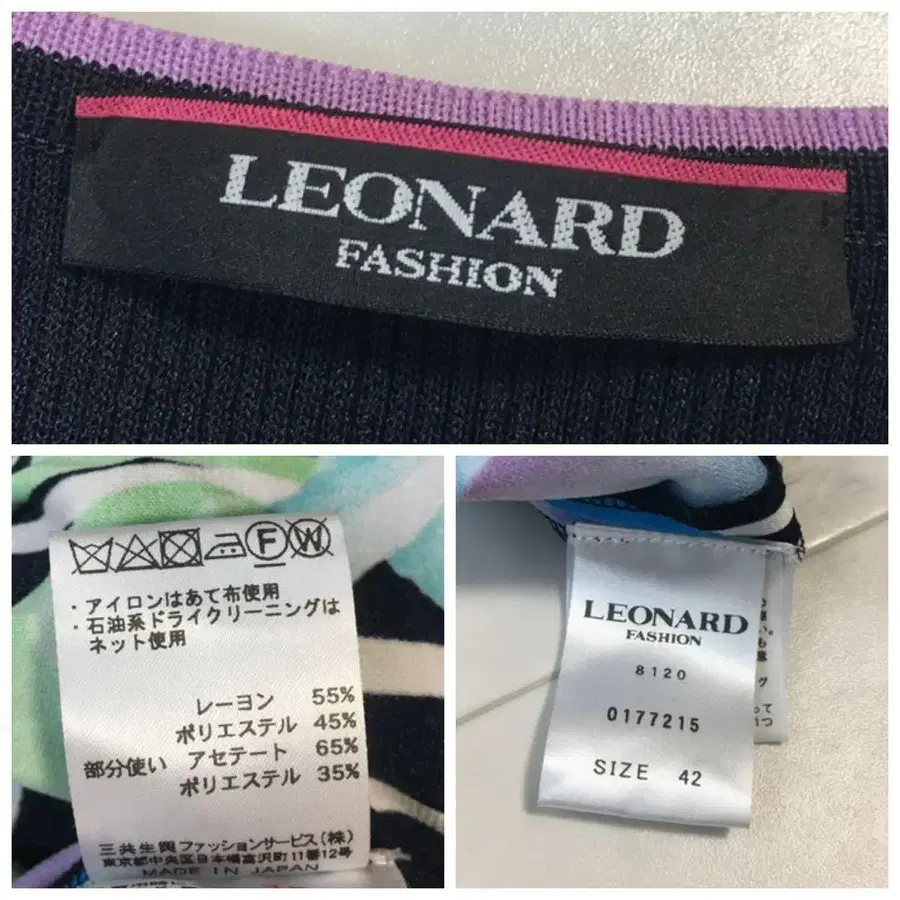 LEONARD
FASHION
F W
・アイロンはあて布使用
・石油系ドライクリーニングは
ネット使用
レーヨン 55%
ポリエステル 45%
部分使い アセテート 65%
ポリエステル 35%
三共生興ファッションサービス(株)
東京都中央区日本橋富沢町11番12号
MADE IN JAPAN
LEONARD
FASHION
8120
0177215
SIZE 42